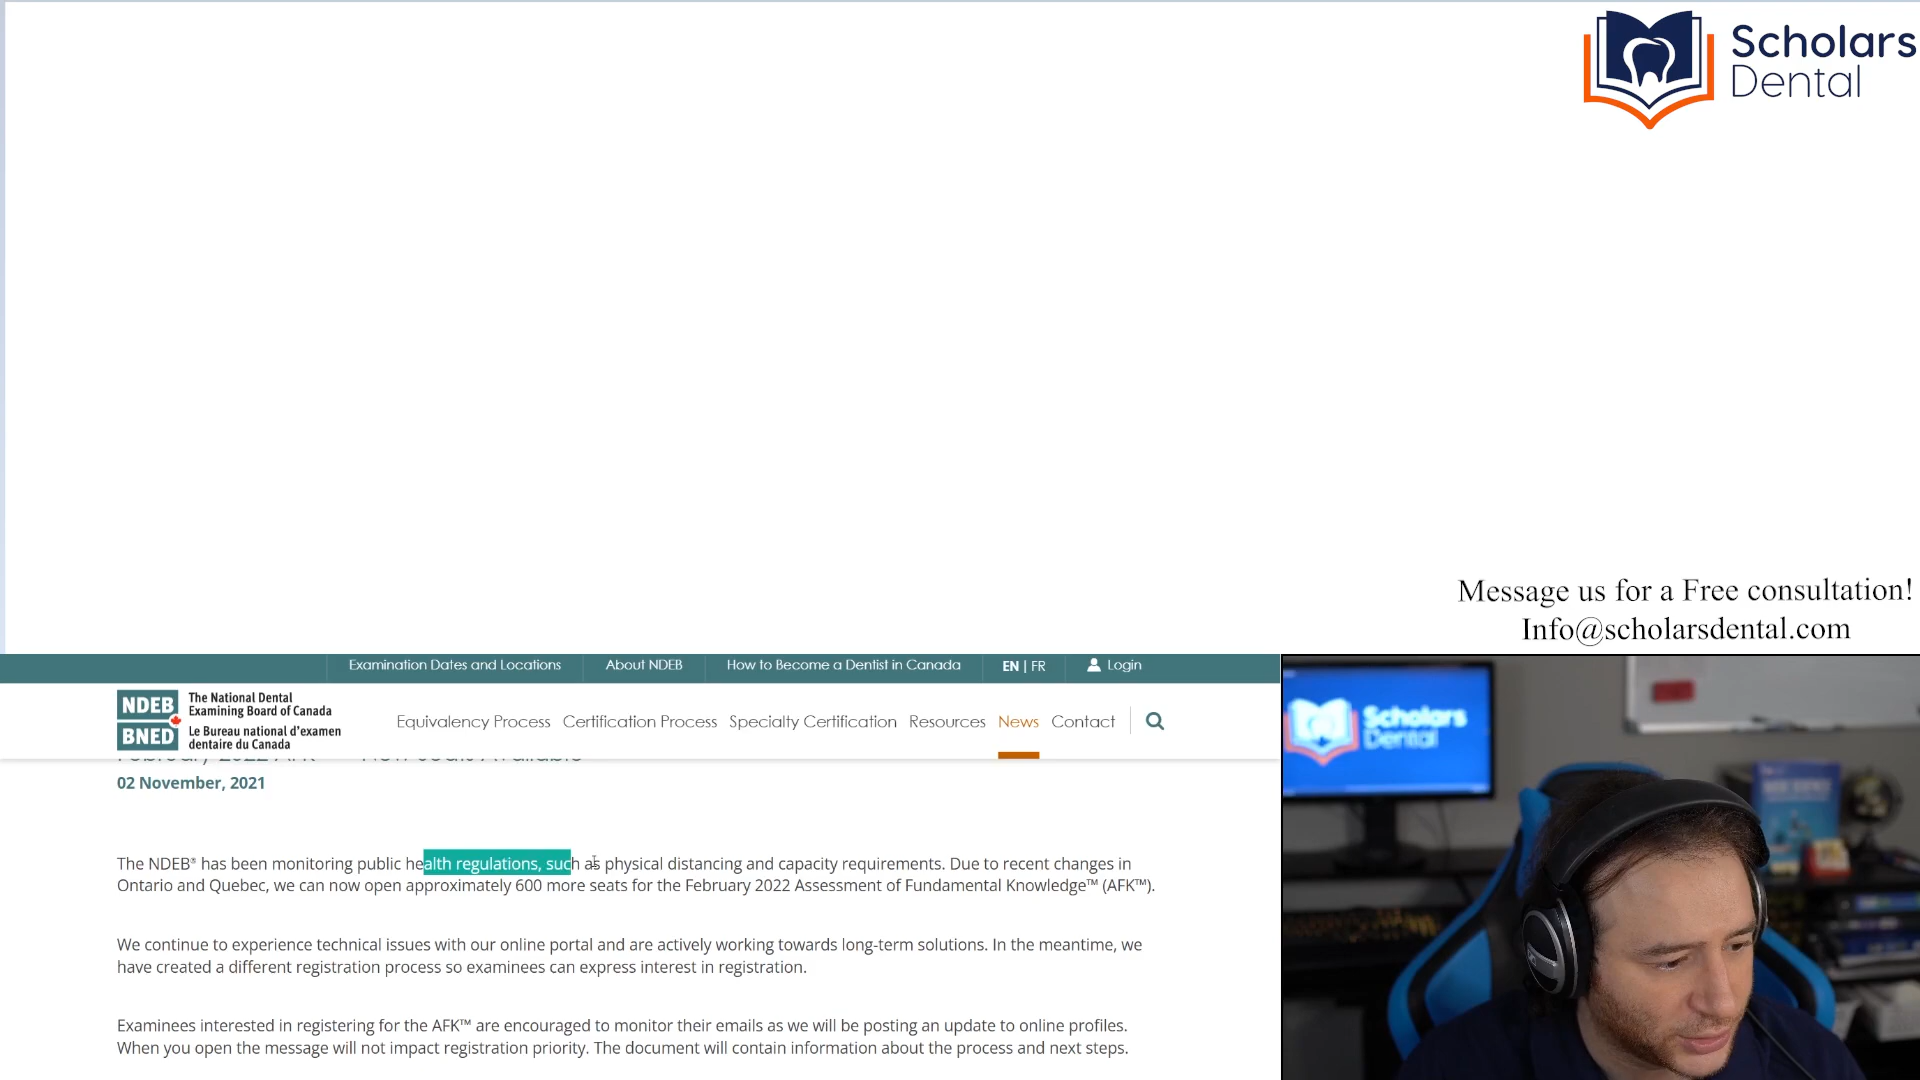 Scholars
Dental
Message us for a Free consultation!
Info@scholarsdental.com
Examination Dates and Locations
About NDEB
How to Become a Dentist in Canada
EN | FR
Login
NDEB
BNED
The National Dental
Examining Board of Canada
Le Bureau national d'examen
dentaire du Canada
Equivalency Process
Certification Process
Specialty Certification
Resources
News
Contact
02 November, 2021
The NDEB® has been monitoring public health regulations, such as physical distancing and capacity requirements. Due to recent changes in
Ontario and Quebec, we can now open approximately 600 more seats for the February 2022 Assessment of Fundamental Knowledge™ (AFK™).
We continue to experience technical issues with our online portal and are actively working towards long-term solutions. In the meantime, we
have created a different registration process so examinees can express interest in registration.
Examinees interested in registering for the AFK™ are encouraged to monitor their emails as we will be posting an update to online profiles.
When you open the message will not impact registration priority. The document will contain information about the process and next steps.
Scholars
Dental